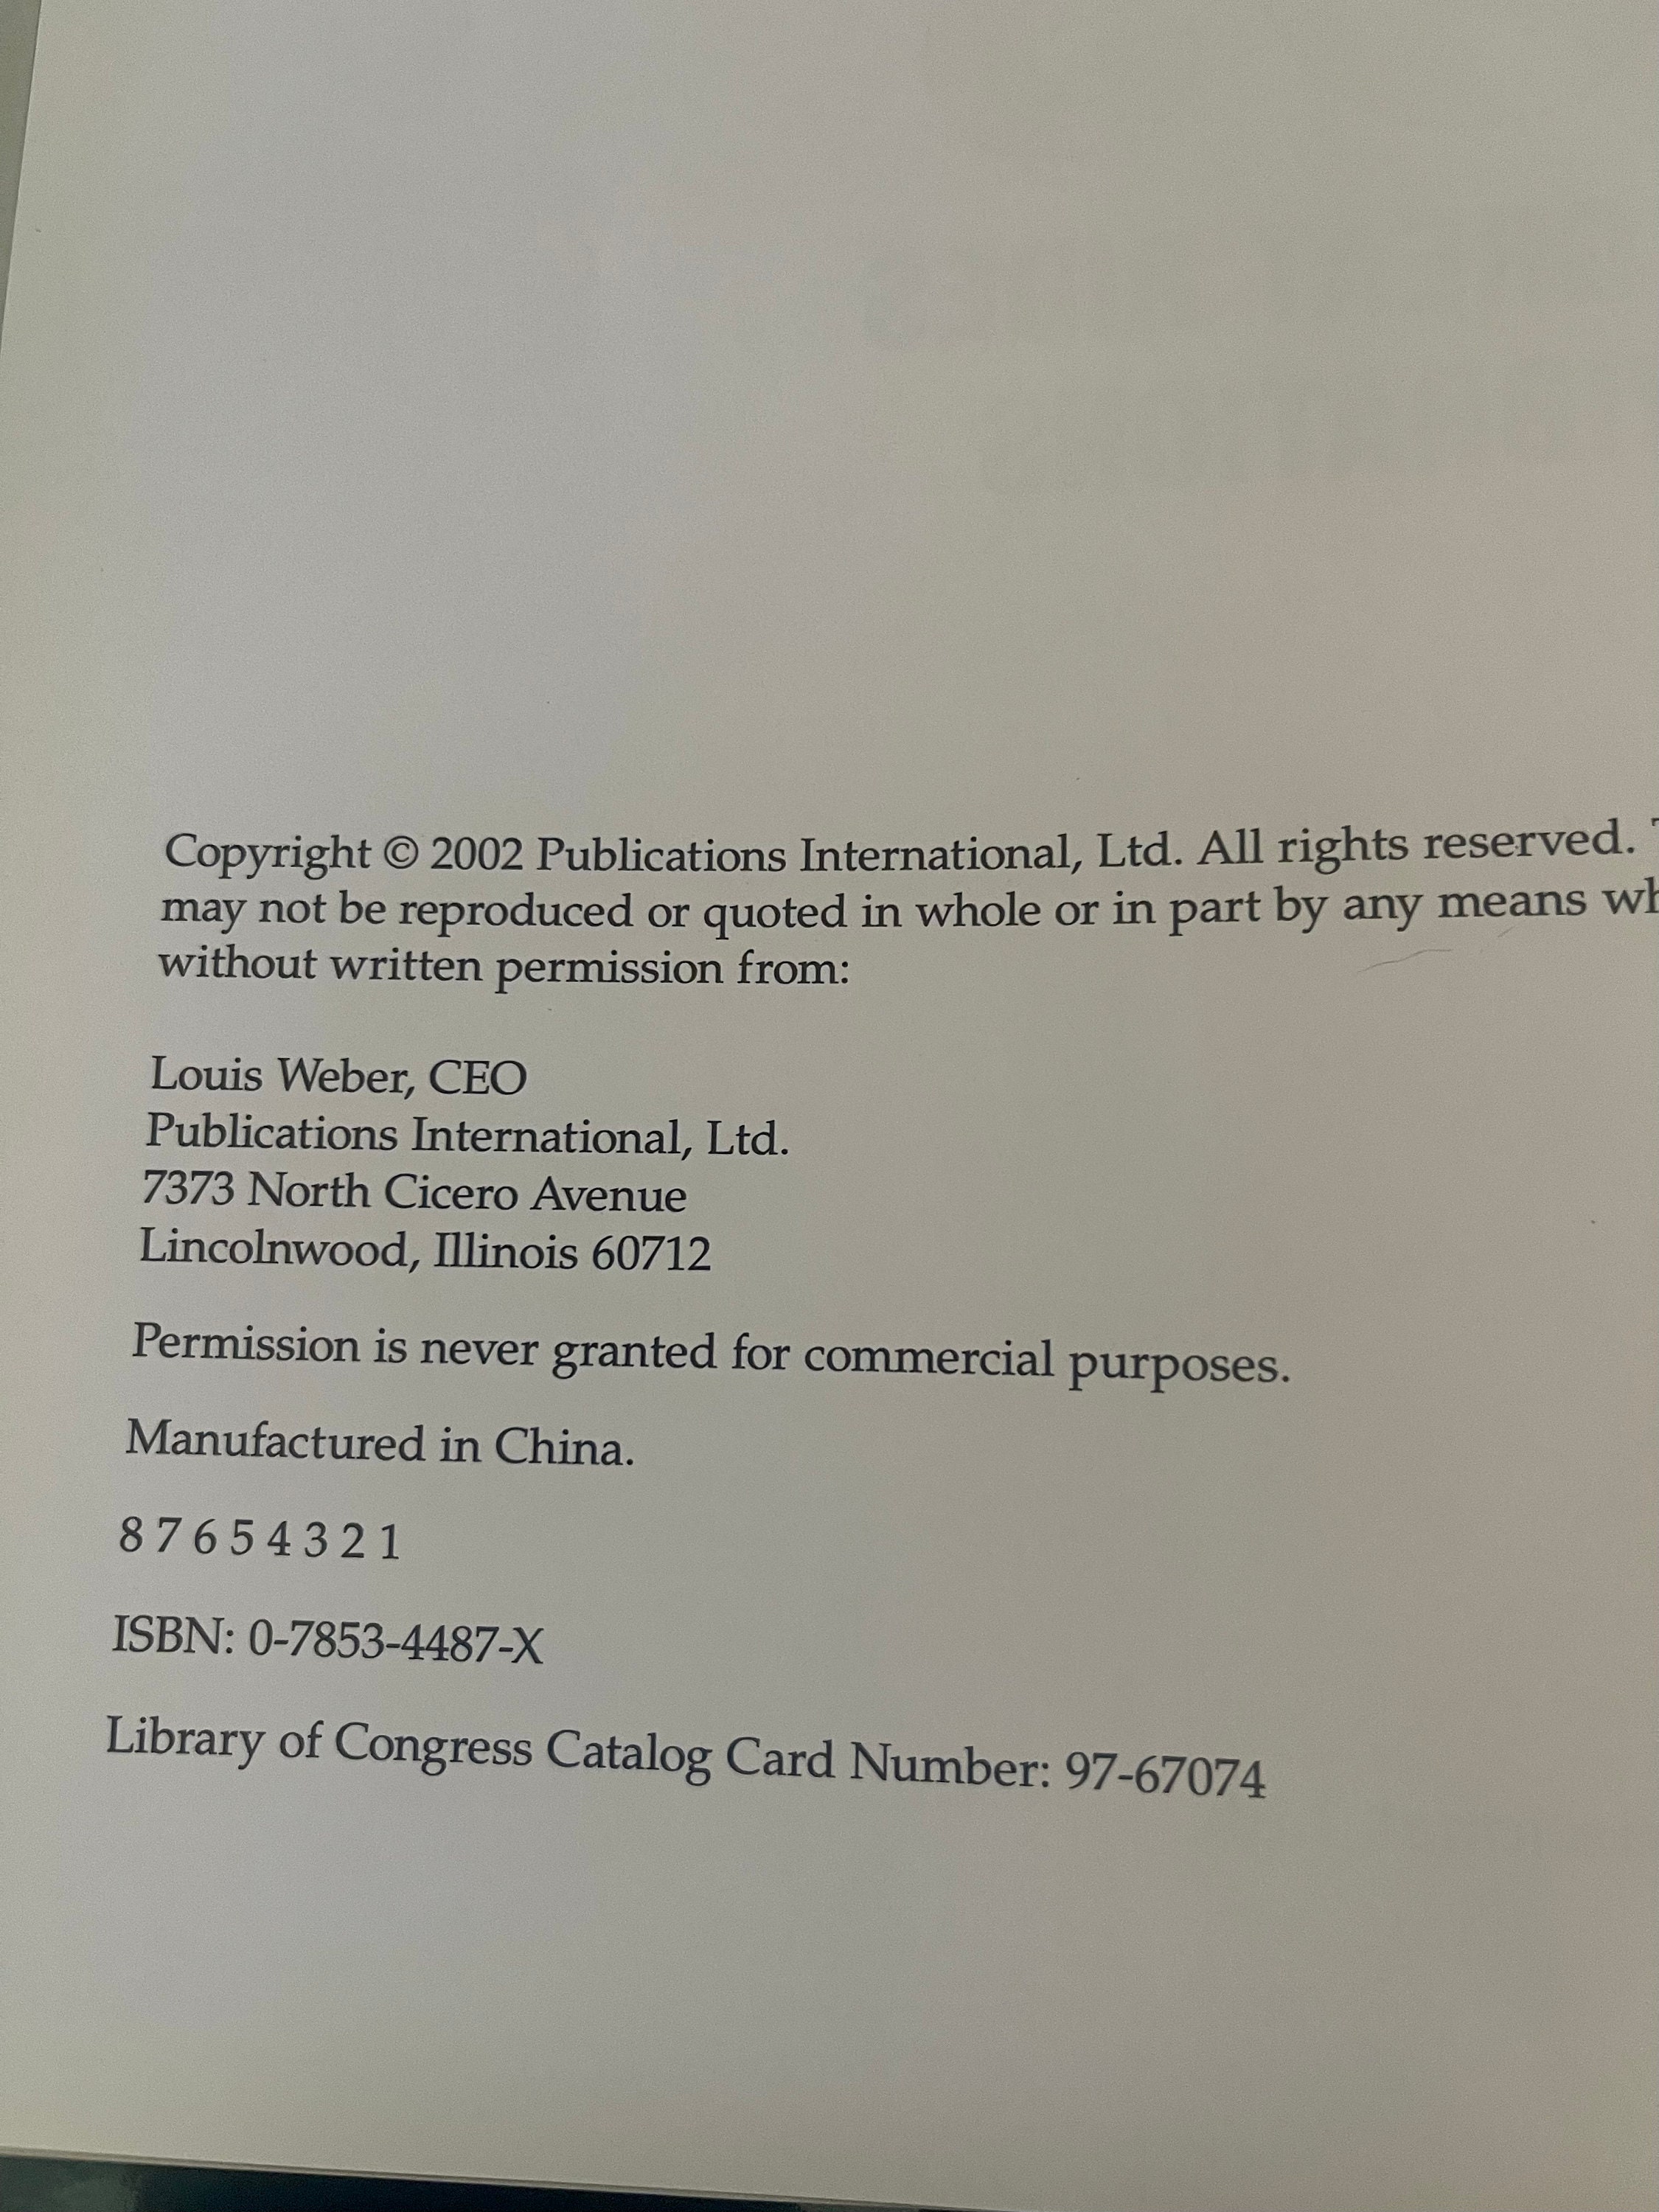 Copyright © 2002 Publications International, Ltd. All rights reserved.
may not be reproduced or quoted in whole or in part by any means
without written permission from:
Louis Weber, CEO
Publications International, Ltd.
7373 North Cicero Avenue
Lincolnwood, Illinois 60712
Permission is never granted for commercial purposes.
Manufactured in China.
8 7 6 5 4 3 2 1
ISBN: 0-7853-4487-X
Library of Congress Catalog Card Number: 97-67074